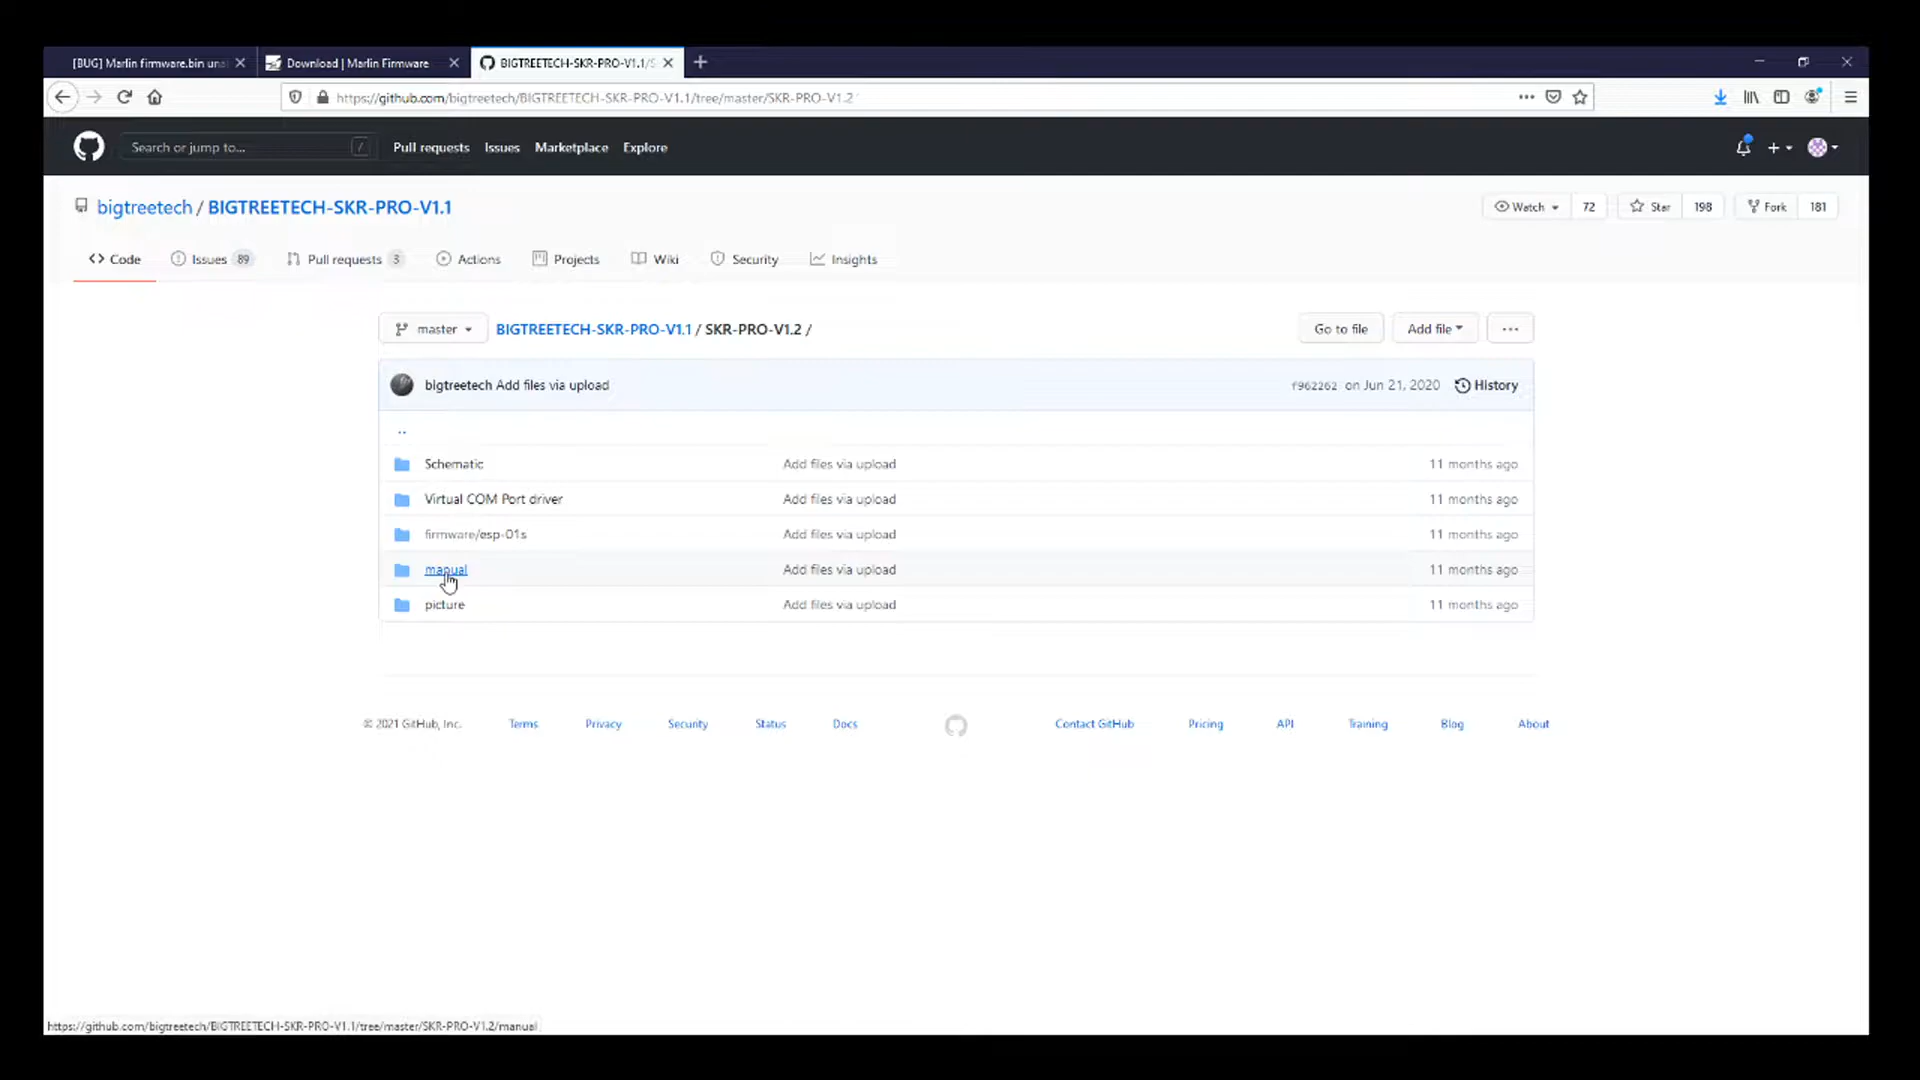 [BUG] Marlin firmware.bin una
Download | Marlin Firmware
BIGTREETECH-SKR-PRO-V1.1/S
https://github.com/bigtreetech/BIGTREETECH-SKR-PRO-V1.1/tree/master/SKR-PRO-V1.2
Search or jump to... /
Pull requests Issues Marketplace Explore
bigtreetech / BIGTREETECH-SKR-PRO-V1.1
Watch 72 Star 198 Fork 181
Code Issues 89 Pull requests 3 Actions Projects Wiki Security Insights
master BIGTREETECH-SKR-PRO-V1.1 / SKR-PRO-V1.2 / Go to file Add file ...
bigtreetech Add files via upload f962262 on Jun 21, 2020 History
..
Schematic Add files via upload 11 months ago
Virtual COM Port driver Add files via upload 11 months ago
firmware/esp-01s Add files via upload 11 months ago
manual Add files via upload 11 months ago
picture Add files via upload 11 months ago
© 2021 GitHub, Inc. Terms Privacy Security Status Docs Contact GitHub Pricing API Training Blog About
https://github.com/bigtreetech/BIGTREETECH-SKR-PRO-V1.1/tree/master/SKR-PRO-V1.2/manual